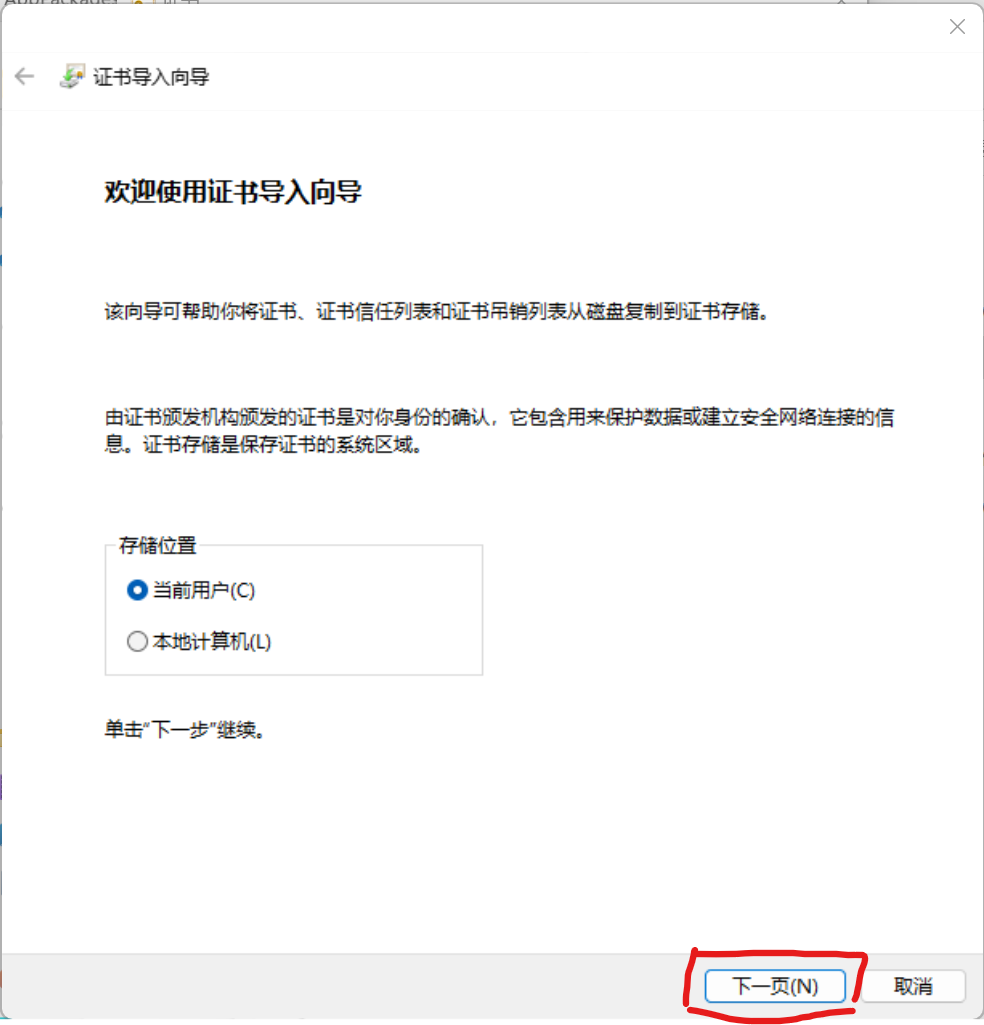 证书导入向导
欢迎使用证书导入向导
该向导可帮助你将证书、证书信任列表和证书吊销列表从磁盘复制到证书存储。
由证书颁发机构颁发的证书是对你身份的确认，它包含用来保护数据或建立安全网络连接的信
息。证书存储是保存证书的系统区域。
存储位置
当前用户(C)
本地计算机(L)
单击“下一步”继续。
下一页(N)
取消